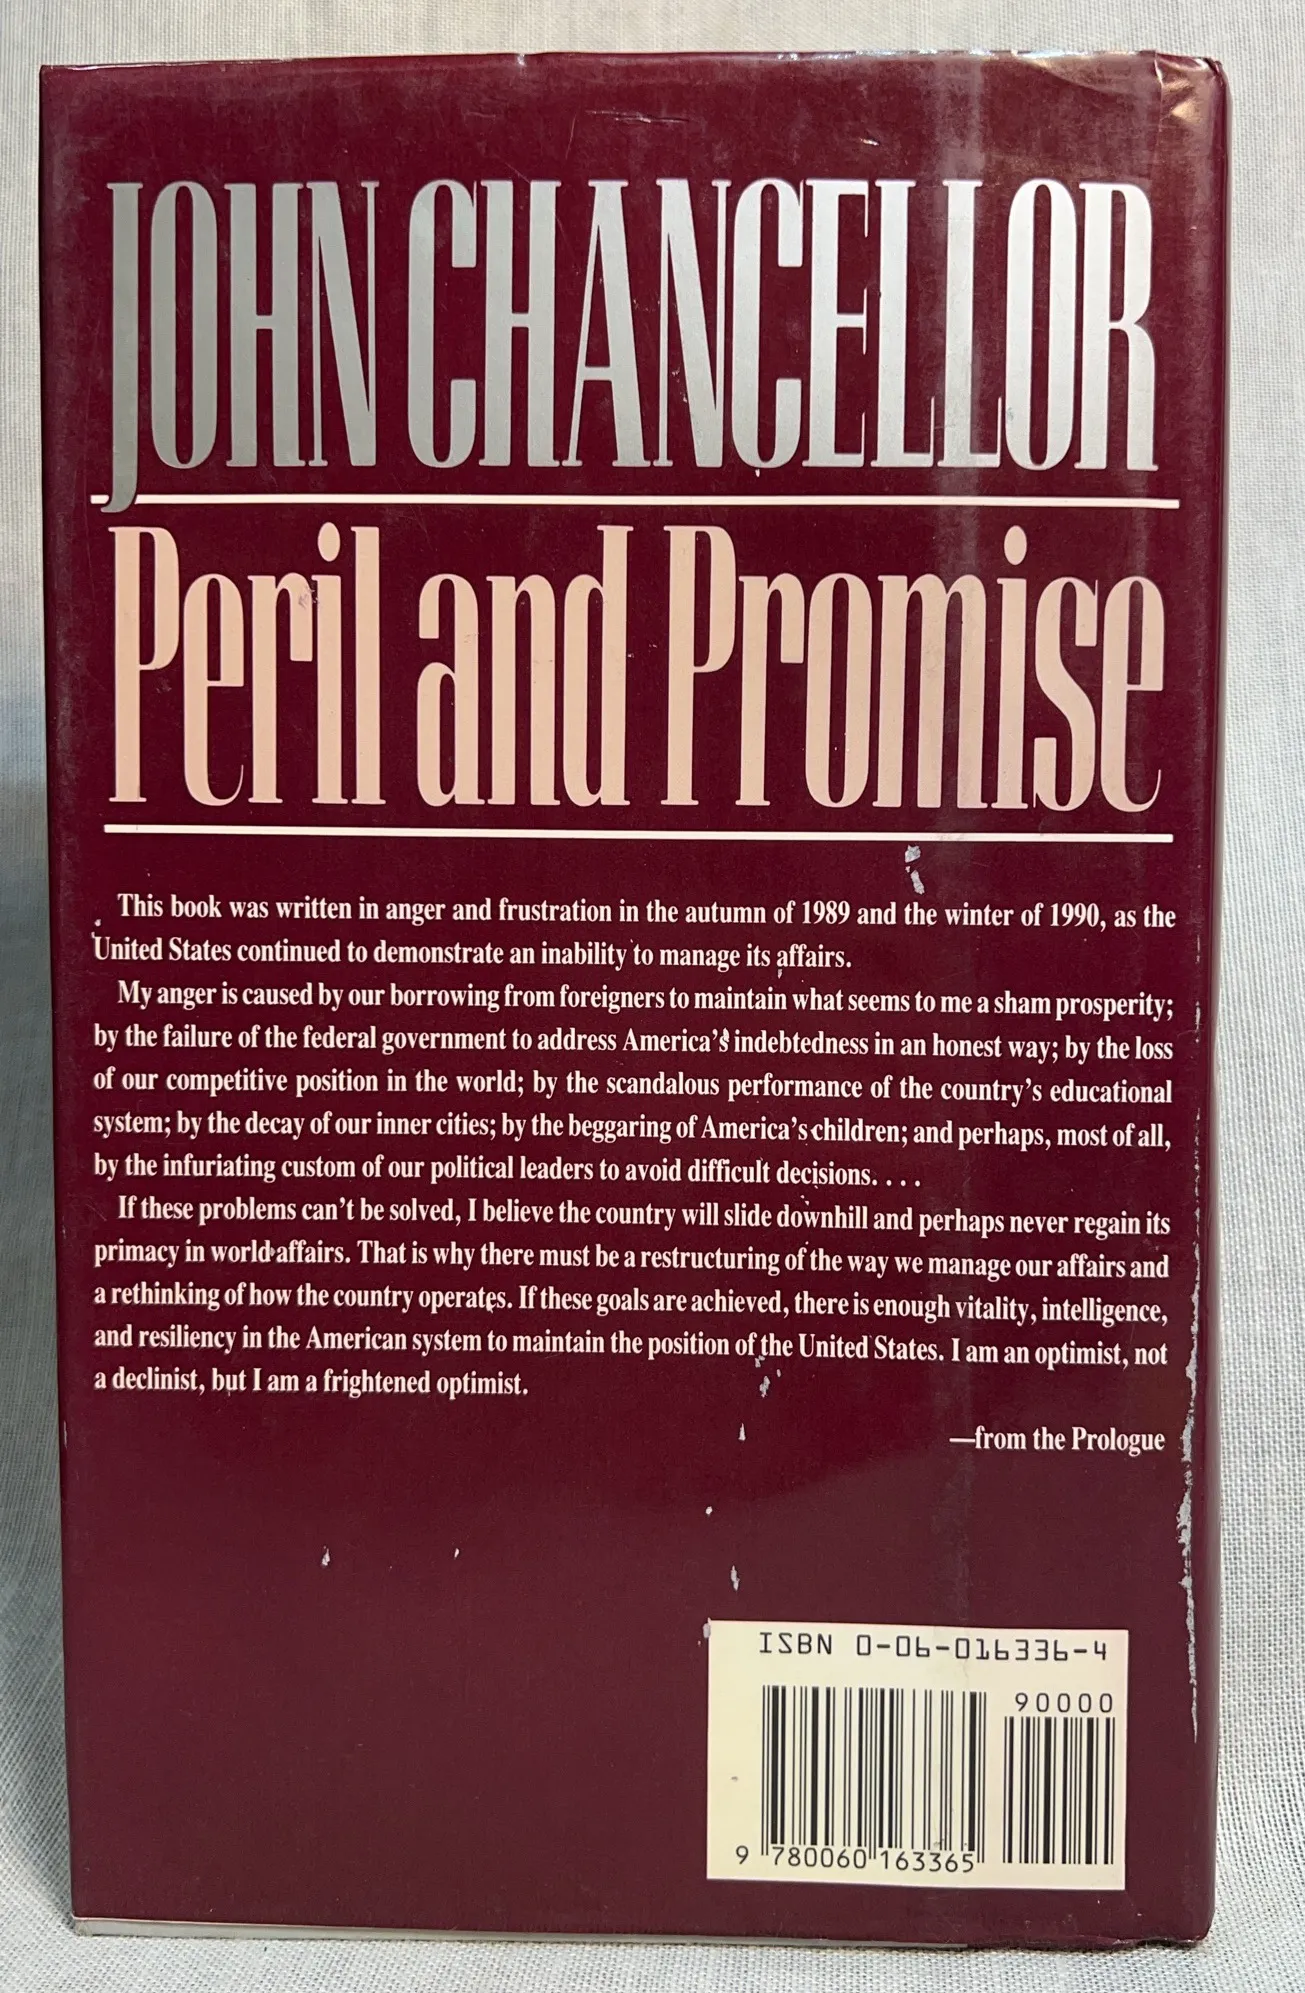 JOHN CHANCELLOR
Peril and Promise
This book was written in anger and frustration in the autumn of 1989 and the winter of 1990, as the
United States continued to demonstrate an inability to manage its affairs.
My anger is caused by our borrowing from foreigners to maintain what seems to me a sham prosperity;
by the failure of the federal government to address America's indebtedness in an honest way; by the loss
of our competitive position in the world; by the scandalous performance of the country's educational
system; by the decay of our inner cities; by the beggaring of America's children; and perhaps, most of all,
by the infuriating custom of our political leaders to avoid difficult decisions. . . .
If these problems can't be solved, I believe the country will slide downhill and perhaps never regain its
primacy in world affairs. That is why there must be a restructuring of the way we manage our affairs and
a rethinking of how the country operates. If these goals are achieved, there is enough vitality, intelligence,
and resiliency in the American system to maintain the position of the United States. I am an optimist, not
a declinist, but I am a frightened optimist.
—from the Prologue
ISBN 0-06-016336-4
90000
9 780060 163365